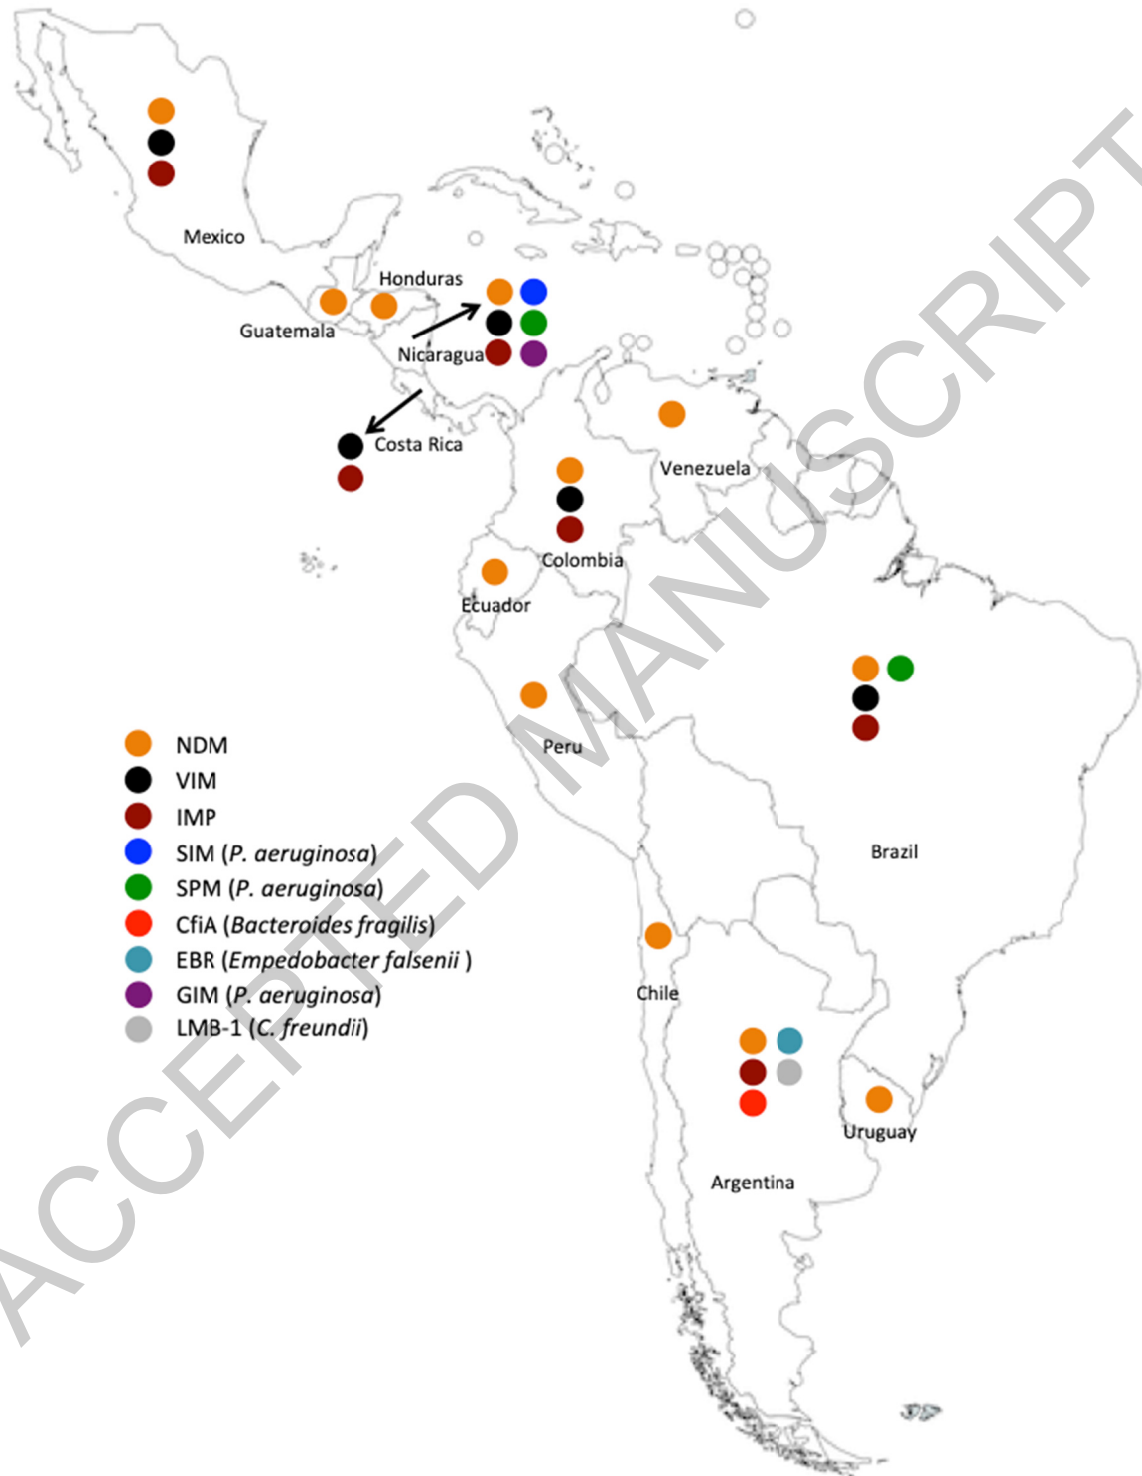 Mexico
Honduras
Guatemala
Nicaragua
Costa Rica
Venezuela
Colombia
Ecuador
Peru
Brazil
Chile
Uruguay
Argentina
NDM
VIM
IMP
SIM (P. aeruginosa)
SPM (P. aeruginosa)
CfiA (Bacteroides fragilis)
EBR (Empedobacter falsenii )
GIM (P. aeruginosa)
LMB-1 (C. freundii)
ACCEPTED MANUSCRIPT